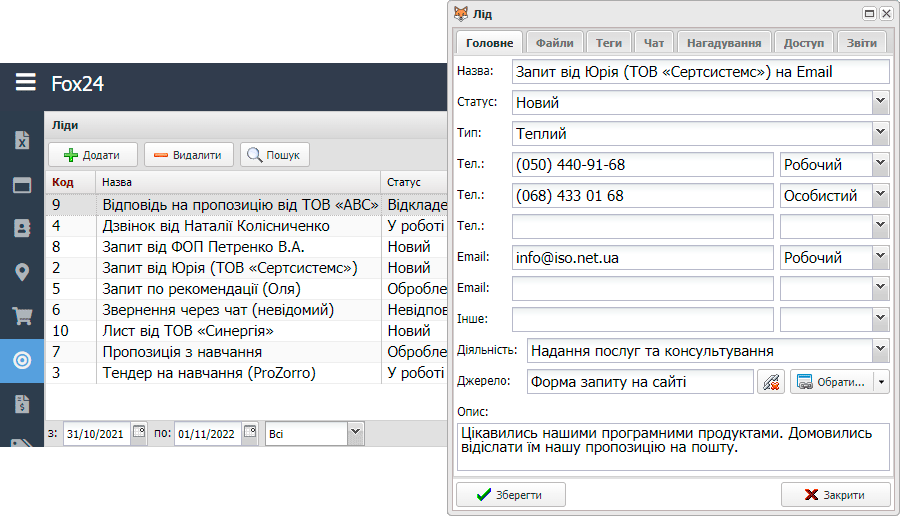 Fox24
Ліди
Додати Видалити Пошук
Код Назва Статус
9 Відповідь на пропозицію від ТОВ «АВС» Відкладе
4 Дзвінок від Наталії Колісниченко У роботі
8 Запит від ФОП Петренко В.А. Новий
2 Запит від Юрія (ТОВ «Сертсистемс») Новий
5 Запит по рекомендації (Оля) Оброблe
6 Звернення через чат (невідомий) Невідпов
10 Лист від ТОВ «Синергія» Новий
7 Пропозиція з навчання Оброблe
3 Тендер на навчання (ProZorro) У роботі
з: 31/10/2021 по: 01/11/2022 Всі
Лід
Головне Файли Теги Чат Нагадування Доступ Звіти
Назва: Запит від Юрія (ТОВ «Сертсистемс») на Email
Статус: Новий
Тип: Теплий
Тел.: (050) 440-91-68 Робочий
Тел.: (068) 433 01 68 Особистий
Тел.:
Email: info@iso.net.ua Робочий
Email:
Інше:
Діяльність: Надання послуг та консультування
Джерело: Форма запиту на сайті Обрати...
Опис:
Цікавились нашими програмними продуктами. Домовились
відіслати їм нашу пропозицію на пошту.
Зберегти Закрити